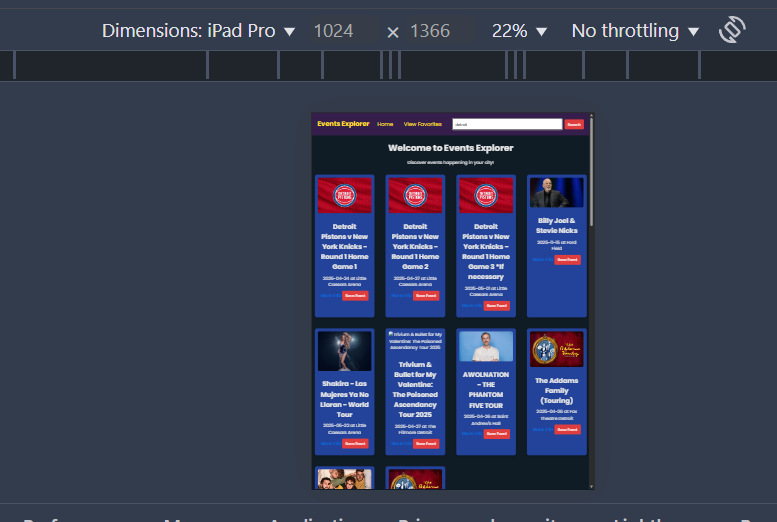 Dimensions: iPad Pro ▼ 1024 × 1366 22% ▼ No throttling ▼
Events Explorer Home View Favorites detroit Search
Welcome to Events Explorer
Discover events happening in your city!
Detroit
Pistons v New
York Knicks -
Round 1 Home
Game 1
2025-04-24 at Little
Caesars Arena
Save Event
Detroit
Pistons v New
York Knicks -
Round 1 Home
Game 2
2025-04-27 at Little
Caesars Arena
Save Event
Detroit
Pistons v New
York Knicks -
Round 1 Home
Game 3 *If
necessary
2025-05-01 at Little
Caesars Arena
Save Event
Billy Joel &
Stevie Nicks
2025-11-15 at Ford
Field
Save Event
Shakira - Las
Mujeres Ya No
Lloran - World
Tour
2025-05-22 at Little
Caesars Arena
Save Event
Trivium & Bullet for My
Valentine: The Poisoned
Ascendancy Tour 2025
Trivium &
Bullet for My
Valentine:
The Poisoned
Ascendancy
Tour 2025
2025-04-27 at The
Fillmore Detroit
Save Event
AWOLNATION
- THE
PHANTOM
FIVE TOUR
2025-04-29 at Saint
Andrew's Hall
Save Event
The Addams
Family
(Touring)
2025-04-26 at Fox
Theatre Detroit
Save Event